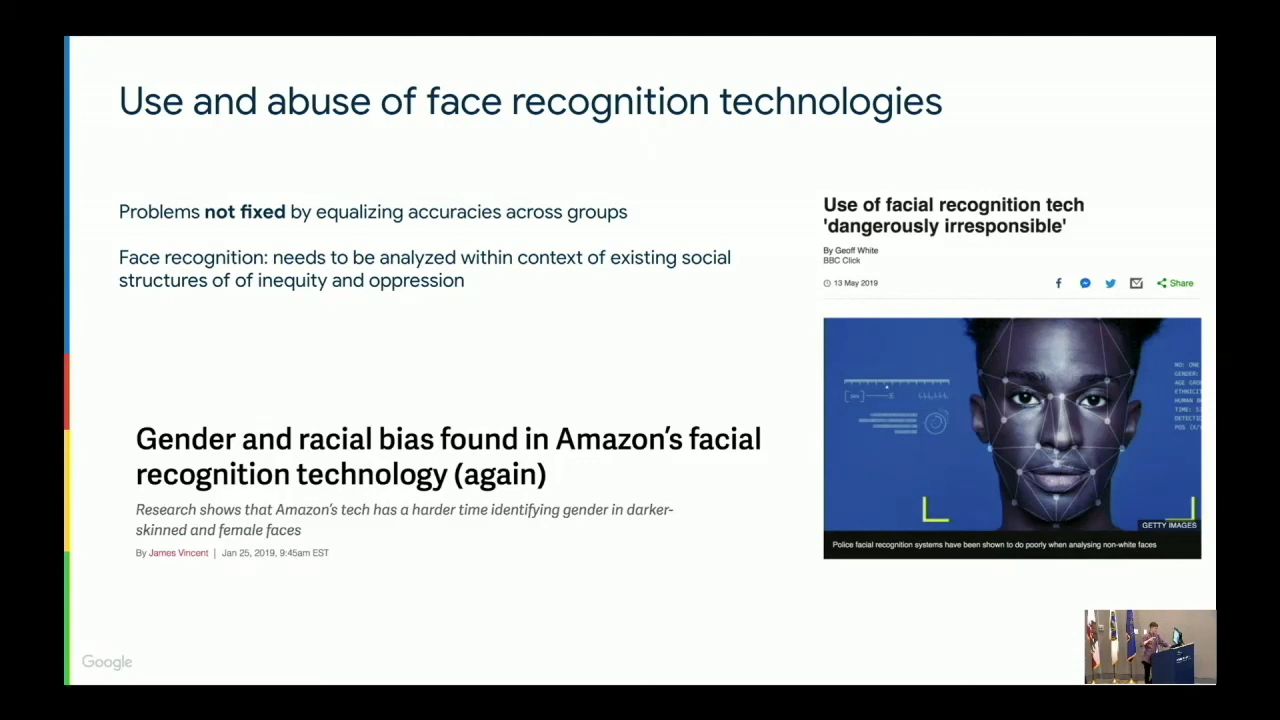 Use and abuse of face recognition technologies
Problems not fixed by equalizing accuracies across groups
Face recognition: needs to be analyzed within context of existing social
structures of of inequity and oppression
Gender and racial bias found in Amazon's facial
recognition technology (again)
Research shows that Amazon's tech has a harder time identifying gender in darker-
skinned and female faces
By James Vincent | Jan 25, 2019, 9:45am EST
Use of facial recognition tech
'dangerously irresponsible'
By Geoff White
BBC Click
13 May 2019
Share
GENDER:
TIME:
GETTY IMAGES
Police facial recognition systems have been shown to do poorly when analysing non-white faces
Google